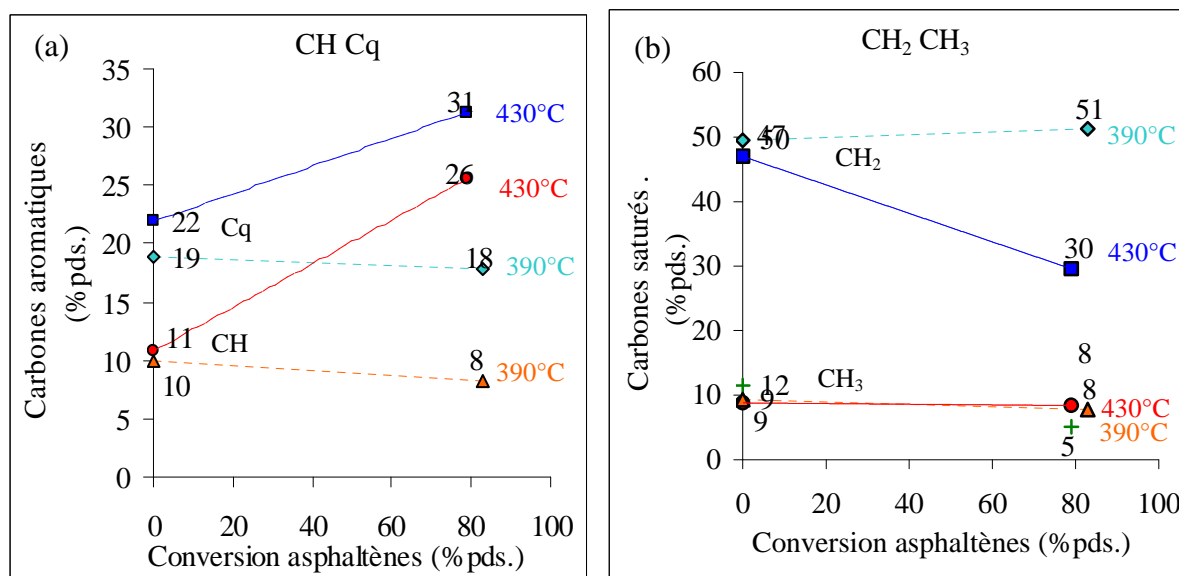 (a)
CH Cq
Carbones aromatiques
(%pds.)
35
30
25
20
15
10
5
0
31
430°C
26
430°C
22
Cq
19
18
390°C
11
CH
10
8
390°C
0 20 40 60 80 100
Conversion asphaltènes (%pds.)
(b)
CH2 CH3
Carbones saturés .
(%pds.)
60
50
40
30
20
10
0
47
50
51
390°C
CH2
30
430°C
8
12
CH3
8
9
9
430°C
390°C
5
0 20 40 60 80 100
Conversion asphaltènes (%pds.)